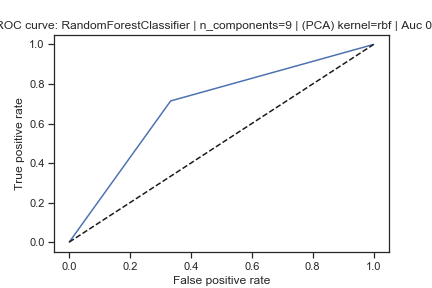 ROC curve: RandomForestClassifier | n_components=9 | (PCA) kernel=rbf | Auc 0
1.0
0.8
0.6
0.4
0.2
0.0
True positive rate
0.0 0.2 0.4 0.6 0.8 1.0
False positive rate